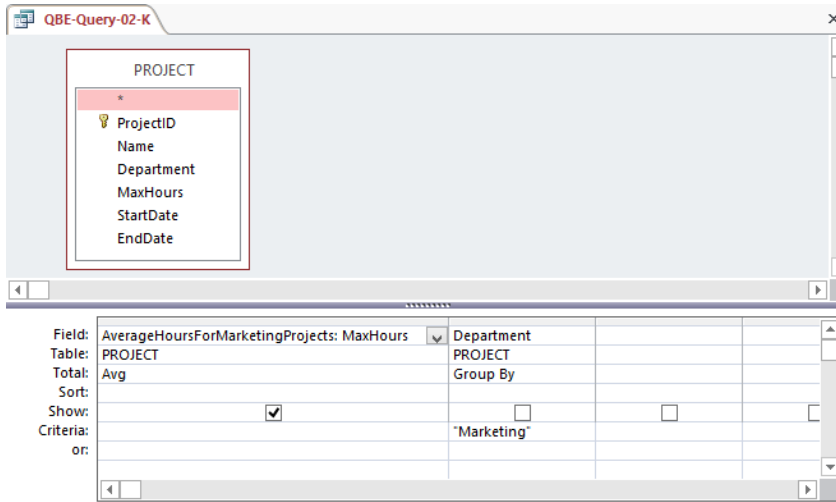 QBE-Query-02-K
PROJECT
*
ProjectID
Name
Department
MaxHours
StartDate
EndDate
Field: AverageHoursForMarketingProjects: MaxHours Department
Table: PROJECT PROJECT
Total: Avg Group By
Sort:
Show:
Criteria: "Marketing"
or: